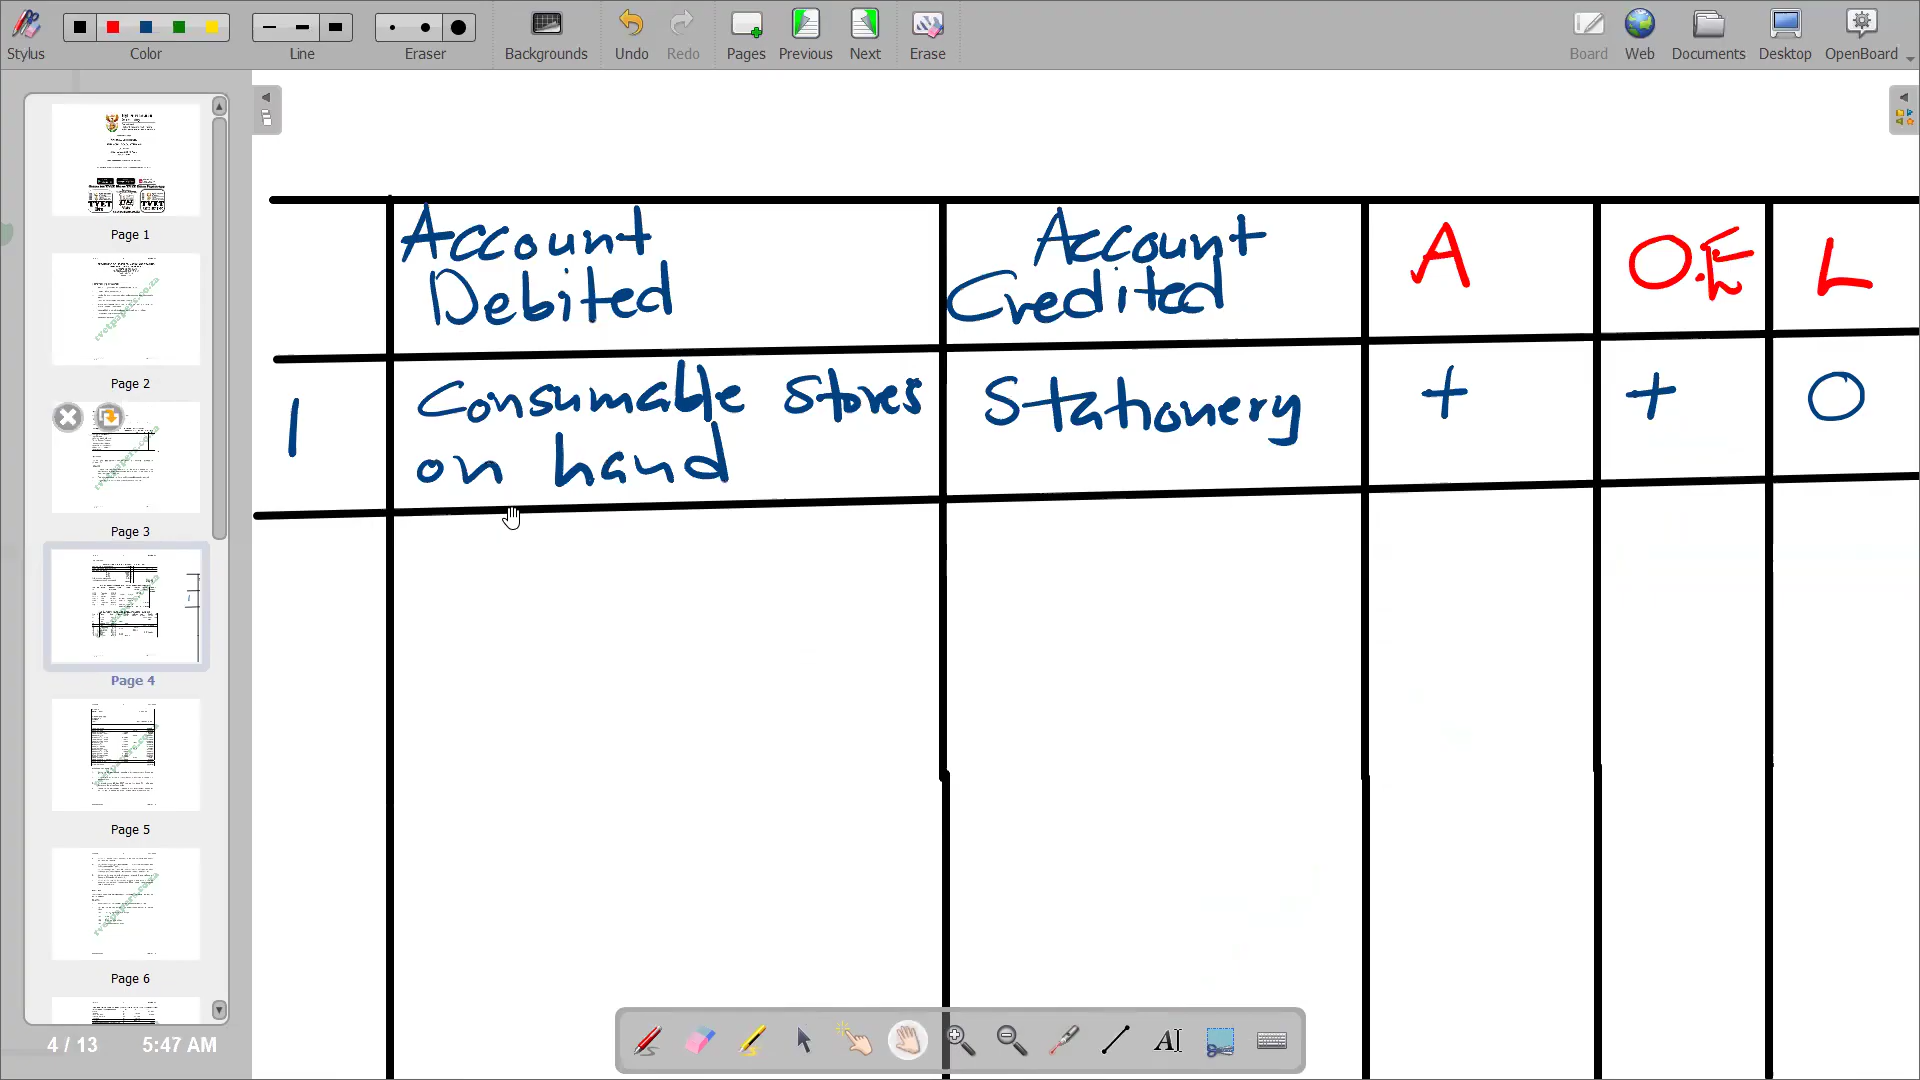 Stylus
Color
Line
Eraser
Backgrounds
Undo
Redo
Pages
Previous
Next
Erase
Board
Web
Documents
Desktop
OpenBoard
Page 1
Page 2
Page 3
Page 4
Page 5
Page 6
4 / 13
5:47 AM
Account Debited
Account Credited
A
O.E
L
1
Consumable Stores on hand
Stationery
+
+
O